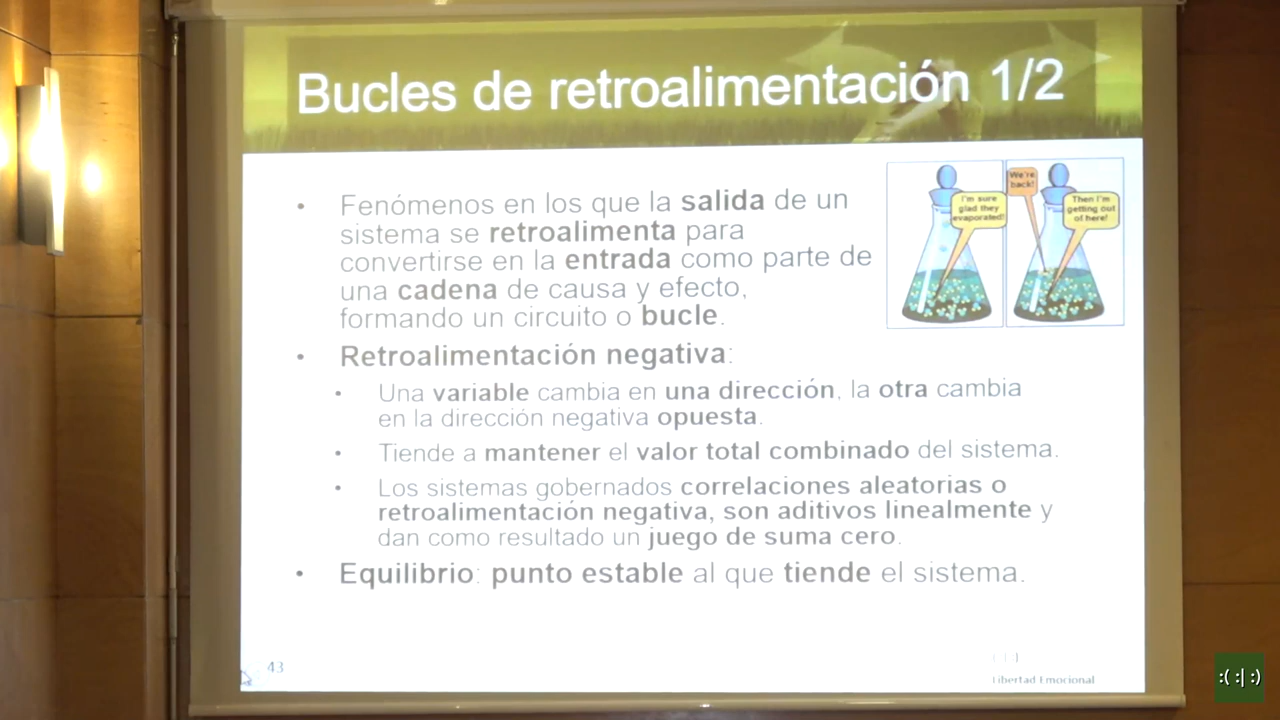 Bucles de retroalimentación 1/2
• Fenómenos en los que la salida de un
sistema se retroalimenta para
convertirse en la entrada como parte de
una cadena de causa y efecto,
formando un circuito o bucle.
I'm sure
glad they
evaporated!
We're
back!
Then I'm
getting out
of here!
• Retroalimentación negativa:
• Una variable cambia en una dirección, la otra cambia
en la dirección negativa opuesta.
• Tiende a mantener el valor total combinado del sistema.
• Los sistemas gobernados correlaciones aleatorias o
retroalimentación negativa, son aditivos linealmente y
dan como resultado un juego de suma cero.
• Equilibrio: punto estable al que tiende el sistema.
43
Libertad Emocional
:( :| :)